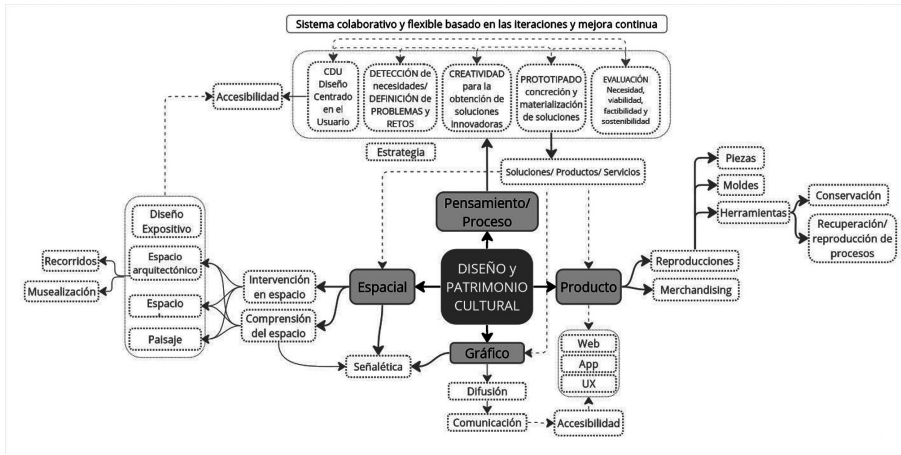 Sistema colaborativo y flexible basado en las iteraciones y mejora continua
CDU
Diseño
Centrado
en el
Usuario
DETECCIÓN de
necesidades/
DEFINICIÓN de
PROBLEMAS y
RETOS
CREATIVIDAD
para la
obtención de
soluciones
innovadoras
PROTOTIPADO
concreción y
materialización
de soluciones
EVALUACIÓN
Necesidad,
viabilidad,
factibilidad y
sostenibilidad
Accesibilidad
Estrategia
Soluciones/ Productos/ Servicios
Pensamiento/
Proceso
Piezas
Moldes
Herramientas
Conservación
Recuperación/
reproducción de
procesos
Reproducciones
Merchandising
Diseño
Expositivo
Espacio
arquitectónico
Espacio
Paisaje
Recorridos
Musealización
Intervención
en espacio
Comprensión
del espacio
Espacial
DISEÑO y
PATRIMONIO
CULTURAL
Producto
Señalética
Gráfico
Difusión
Comunicación
Accesibilidad
Web
App
UX